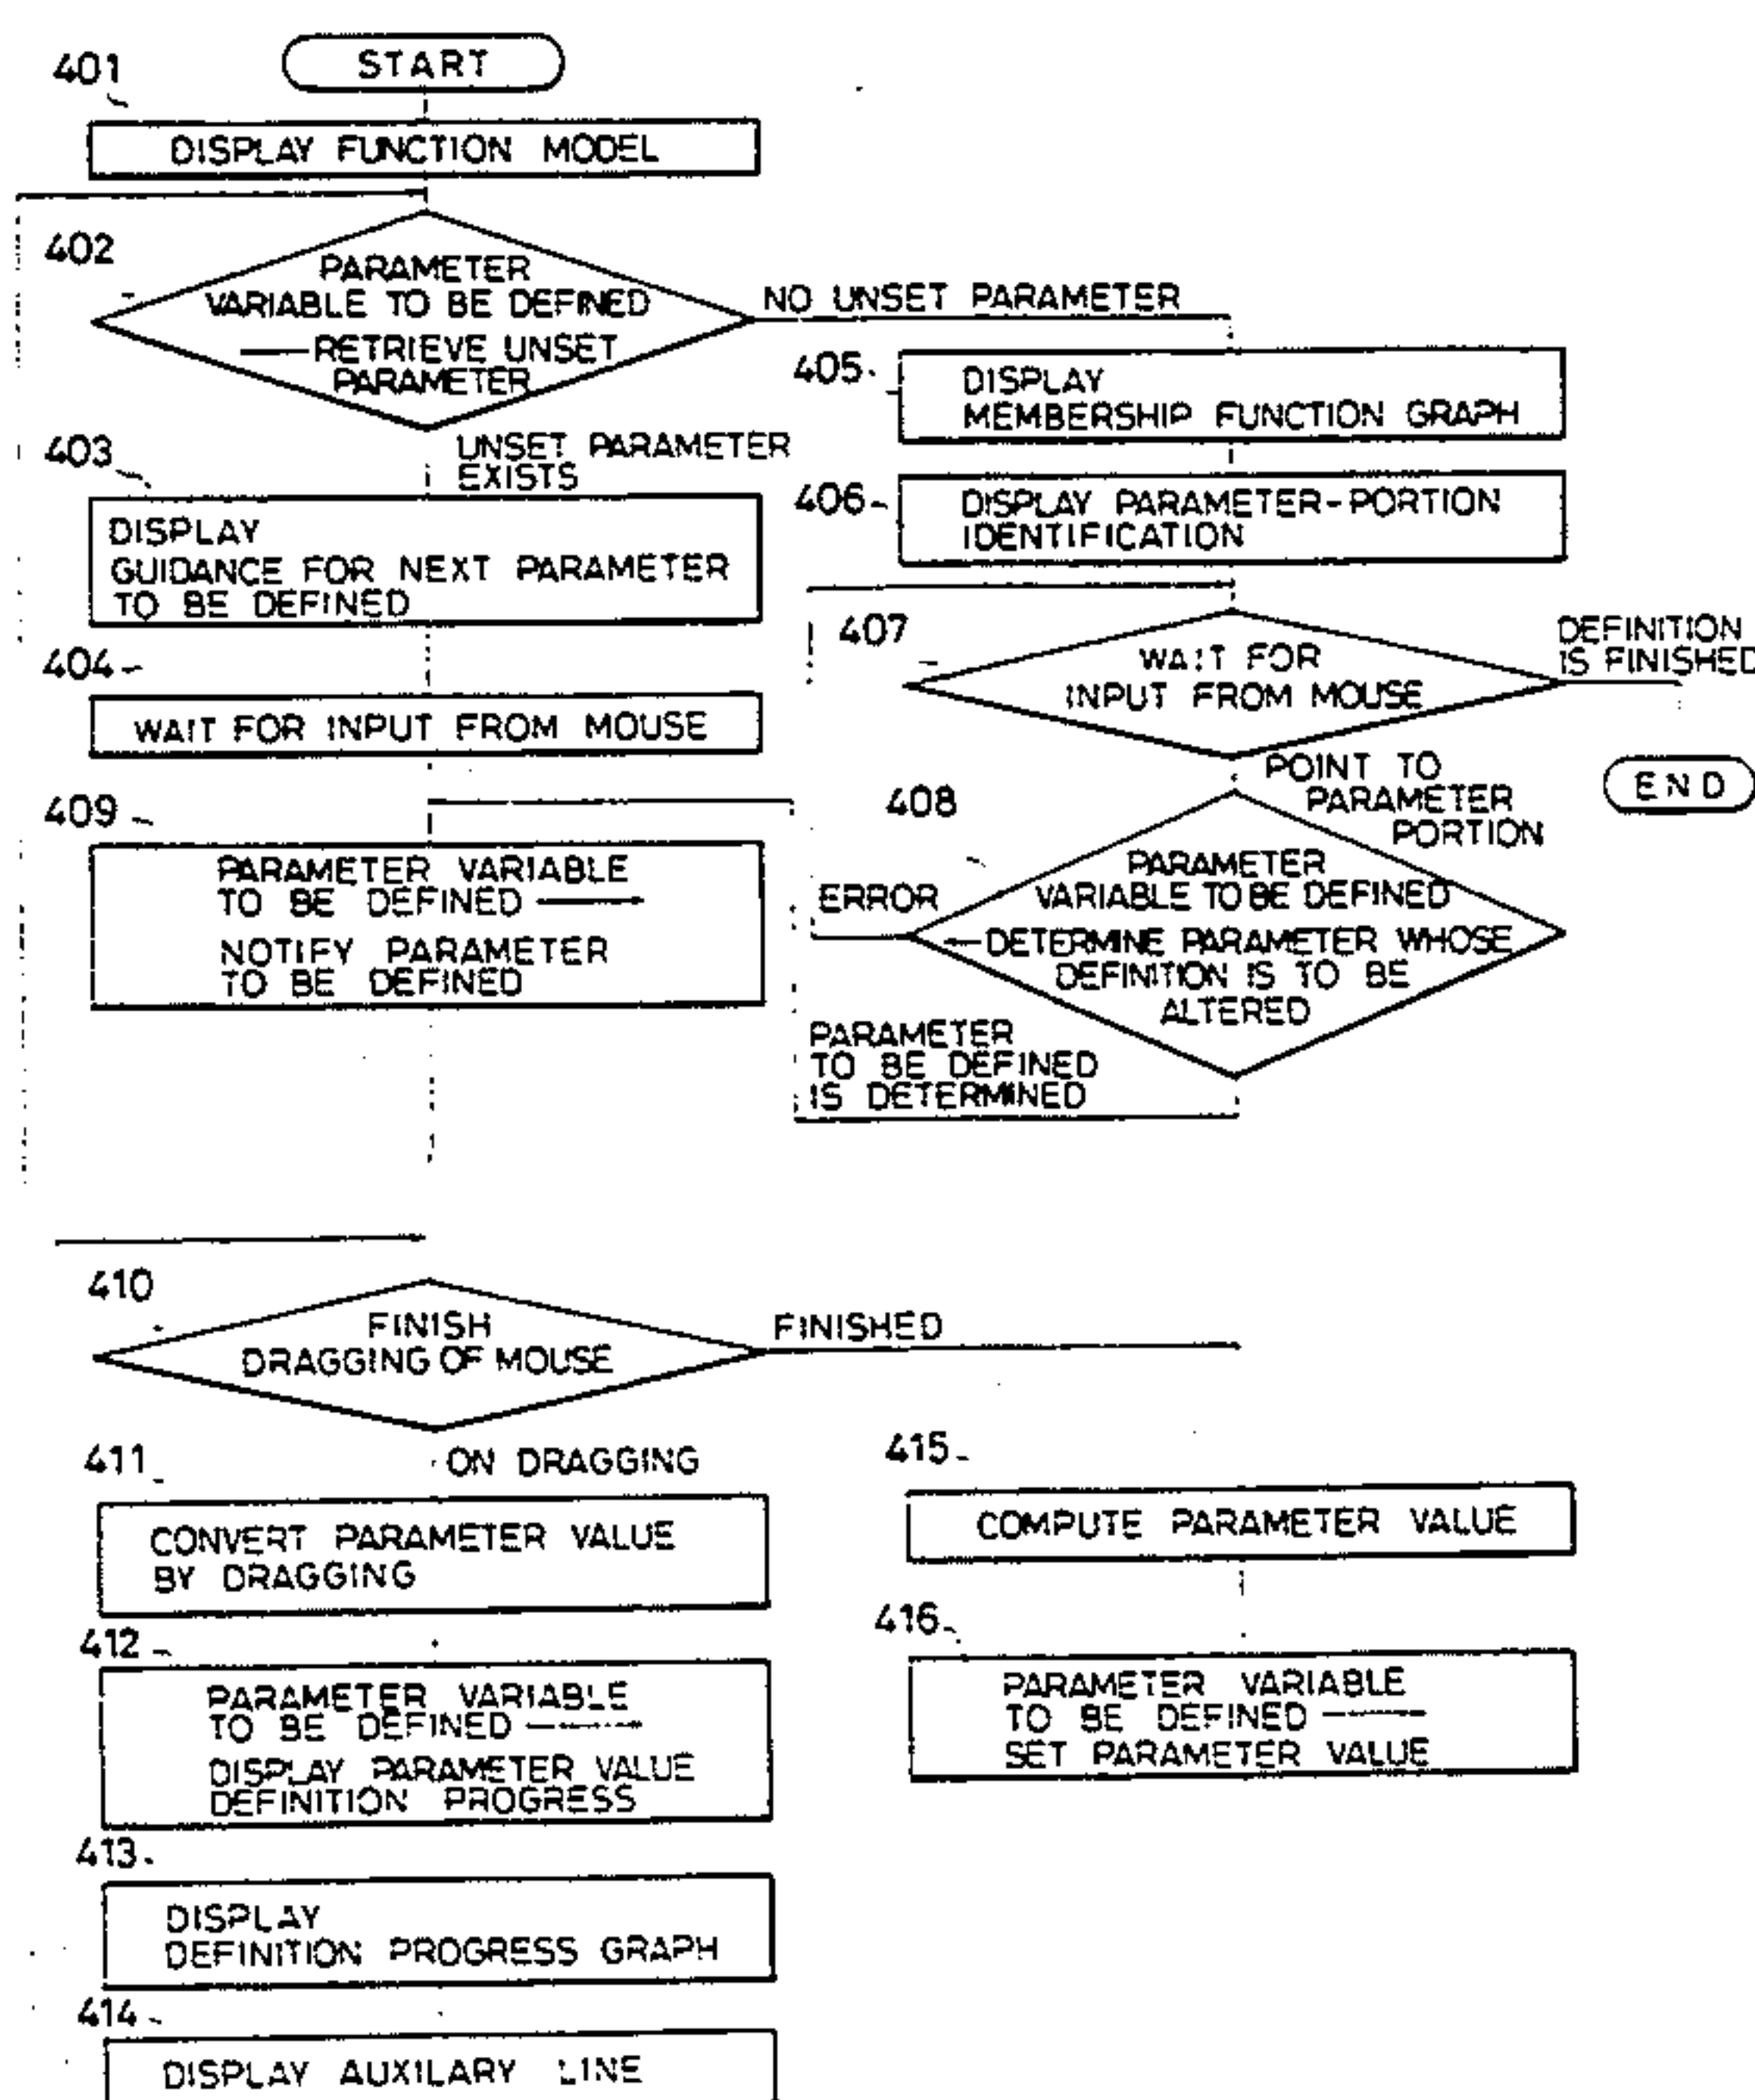 401
START
DISPLAY FUNCTION MODEL
402
PARAMETER
VARIABLE TO BE DEFINED
RETRIEVE UNSET
PARAMETER
NO UNSET PARAMETER
UNSET PARAMETER
EXISTS
403
DISPLAY
GUIDANCE FOR NEXT PARAMETER
TO BE DEFINED
404
WAIT FOR INPUT FROM MOUSE
405
DISPLAY
MEMBERSHIP FUNCTION GRAPH
406
DISPLAY PARAMETER-PORTION
IDENTIFICATION
407
WAIT FOR
INPUT FROM MOUSE
DEFINITION
IS FINISHED
END
POINT TO
PARAMETER
PORTION
408
PARAMETER
VARIABLE TO BE DEFINED
DETERMINE PARAMETER WHOSE
DEFINITION IS TO BE
ALTERED
ERROR
PARAMETER
TO BE DEFINED
IS DETERMINED
409
PARAMETER VARIABLE
TO BE DEFINED
NOTIFY PARAMETER
TO BE DEFINED
410
FINISH
DRAGGING OF MOUSE
FINISHED
ON DRAGGING
411
CONVERT PARAMETER VALUE
BY DRAGGING
412
PARAMETER VARIABLE
TO BE DEFINED
DISPLAY PARAMETER VALUE
DEFINITION PROGRESS
413
DISPLAY
DEFINITION PROGRESS GRAPH
414
DISPLAY AUXILARY LINE
415
COMPUTE PARAMETER VALUE
416
PARAMETER VARIABLE
TO BE DEFINED
SET PARAMETER VALUE